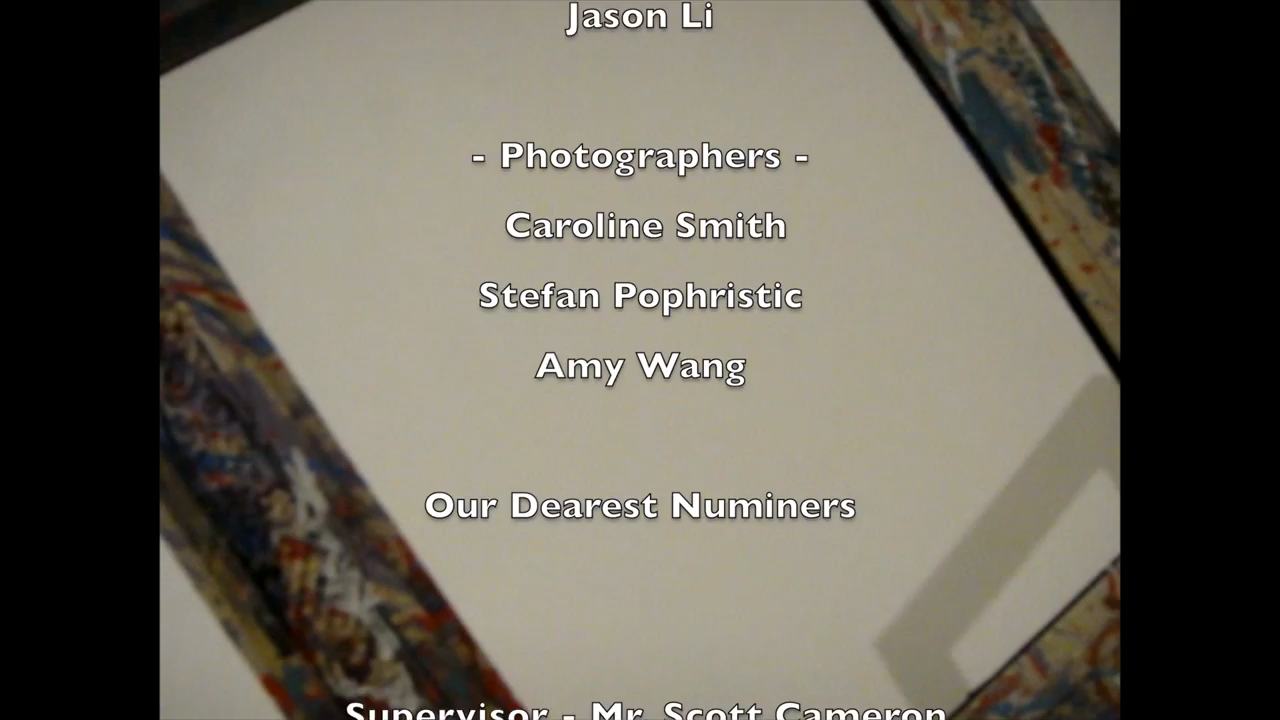 Jason Li
- Photographers -
Caroline Smith
Stefan Pophristic
Amy Wang
Our Dearest Numiners
Supervisor - Mr. Scott Cameron